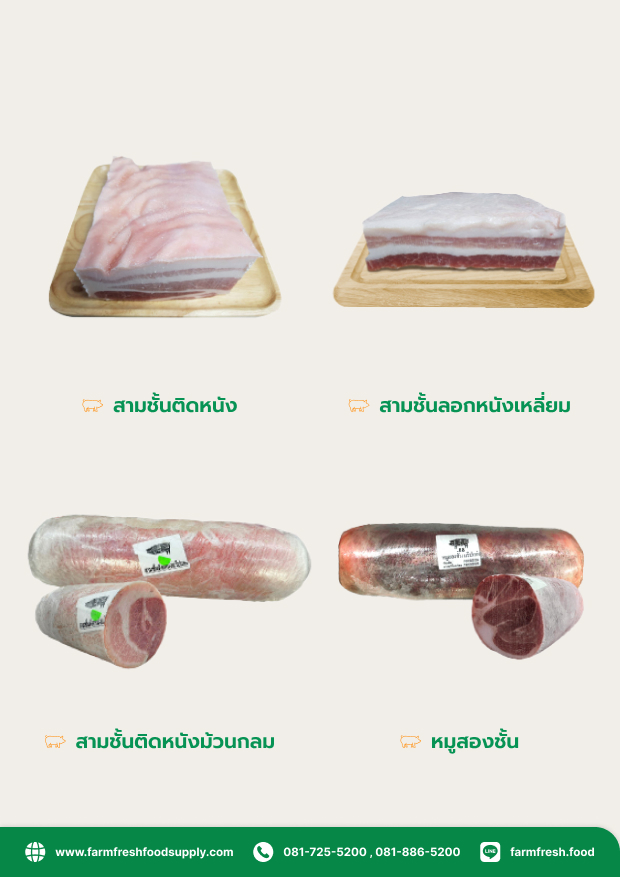 สามชั้นติดหนัง
สามชั้นลอกหนังเหลี่ยม
สามชั้นติดหนังม้วนกลม
หมูสองชั้น
www.farmfreshfoodsupply.com 081-725-5200 , 081-886-5200 LINE farmfresh.food